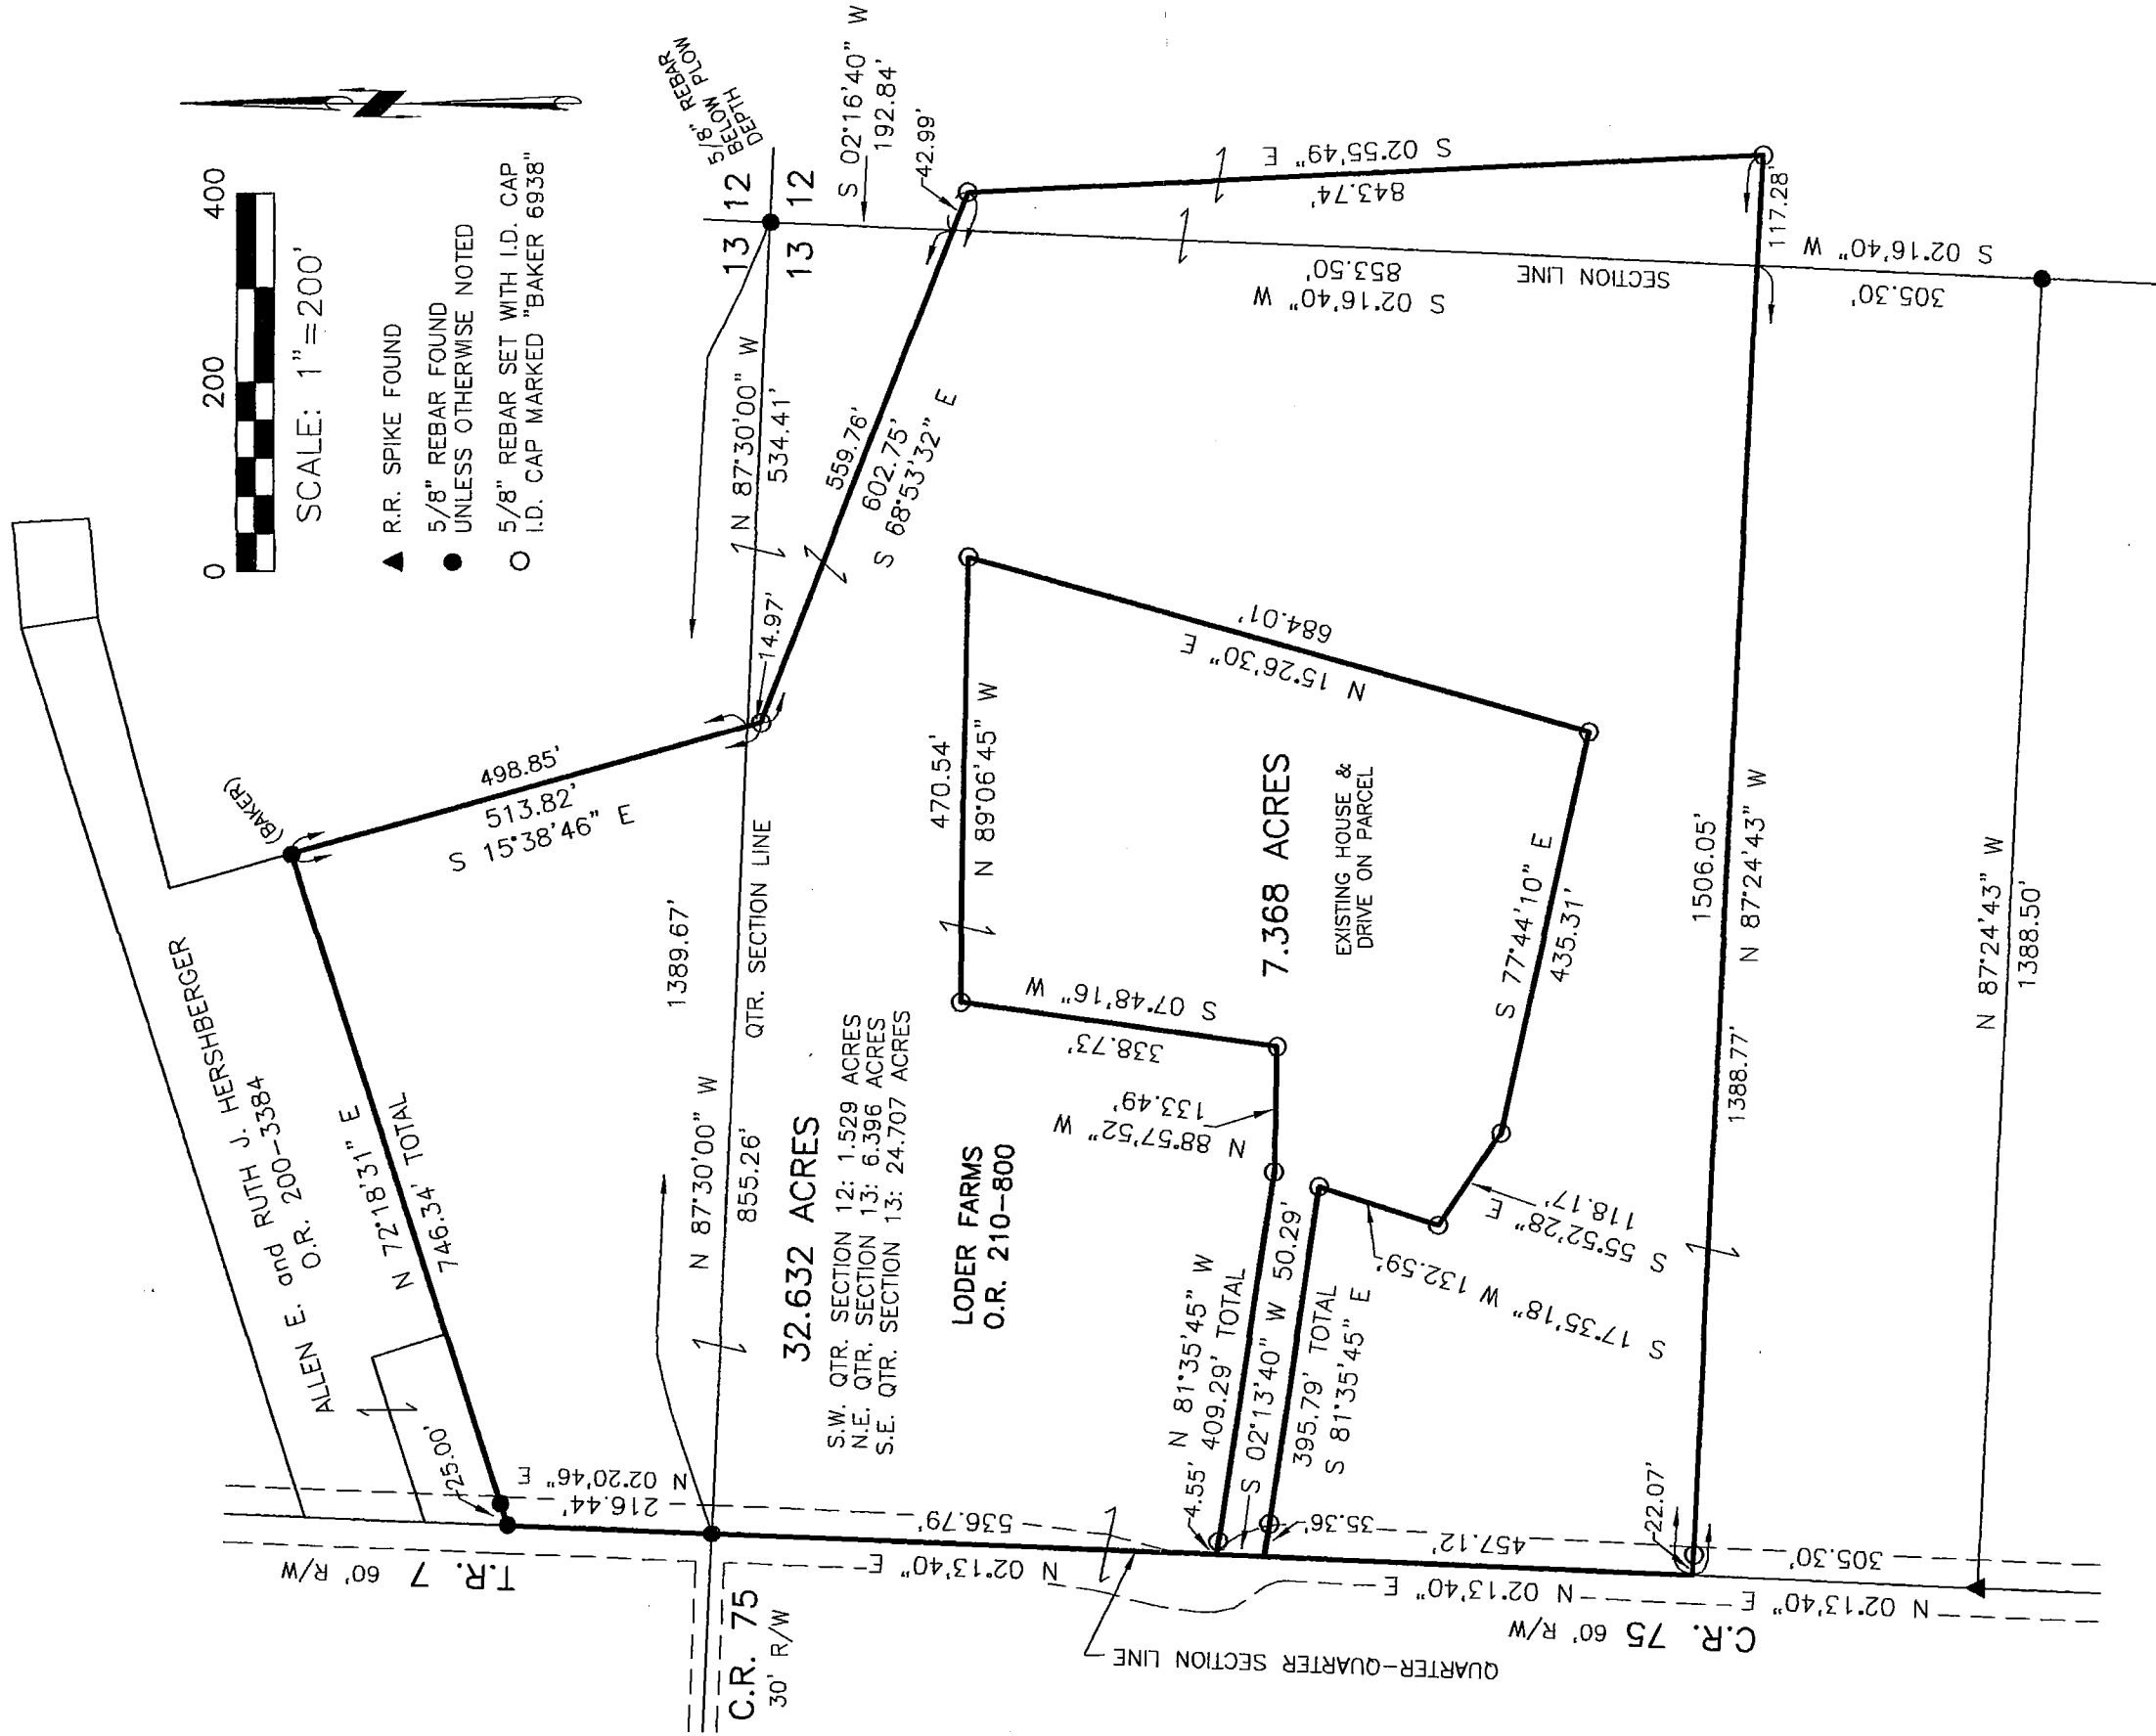 0 200 400
SCALE: 1"=200'
R.R. SPIKE FOUND
5/8" REBAR FOUND
UNLESS OTHERWISE NOTED
5/8" REBAR SET WITH I.D. CAP
I.D. CAP MARKED "BAKER 6938"
ALLEN E. and RUTH J. HERSHBERGER
O.R. 200-3384
(BAKER)
N 72°18'31" E
746.34' TOTAL
25.00'
498.85'
513.82'
S 15°38'46" E
N 02°20'46" E
216.44'
T.R. 7 60' R/W
C.R. 75
30' R/W
1389.67'
N 87°30'00" W
855.26'
QTR. SECTION LINE
14.97'
N 87°30'00" W
534.41'
13 12
13 12
5/8" REBAR
BELOW PLOW
DEPTH
S 02°16'40" W
192.84'
42.99'
559.76'
602.75'
S 68°53'32" E
S 02°55'49" E
843.74'
SECTION LINE
853.50'
S 02°16'40" W
117.28'
S 02°16'40" W
305.30'
32.632 ACRES
S.W. QTR. SECTION 12: 1.529 ACRES
N.E. QTR. SECTION 13: 6.396 ACRES
S.E. QTR. SECTION 13: 24.707 ACRES
LODER FARMS
O.R. 210-800
470.54'
N 89°06'45" W
684.01'
N 15°26'30" E
7.368 ACRES
EXISTING HOUSE &
DRIVE ON PARCEL
S 07°48'16" W
338.73'
133.49'
N 88°57'52" W
N 81°35'45" W
4.55' 409.29' TOTAL
S 02°13'40" W 50.29'
395.79' TOTAL
S 81°35'45" E
S 17°35'18" W 132.59'
118.17'
S 55°52'28" E
S 77°44'10" E
435.31'
536.79'
N 02°13'40" E
35.36'
457.12'
N 02°13'40" E
22.07'
305.30'
N 02°13'40" E
C.R. 75 60' R/W
QUARTER-QUARTER SECTION LINE
1506.05'
N 87°24'43" W
1388.77'
N 87°24'43" W
1388.50'